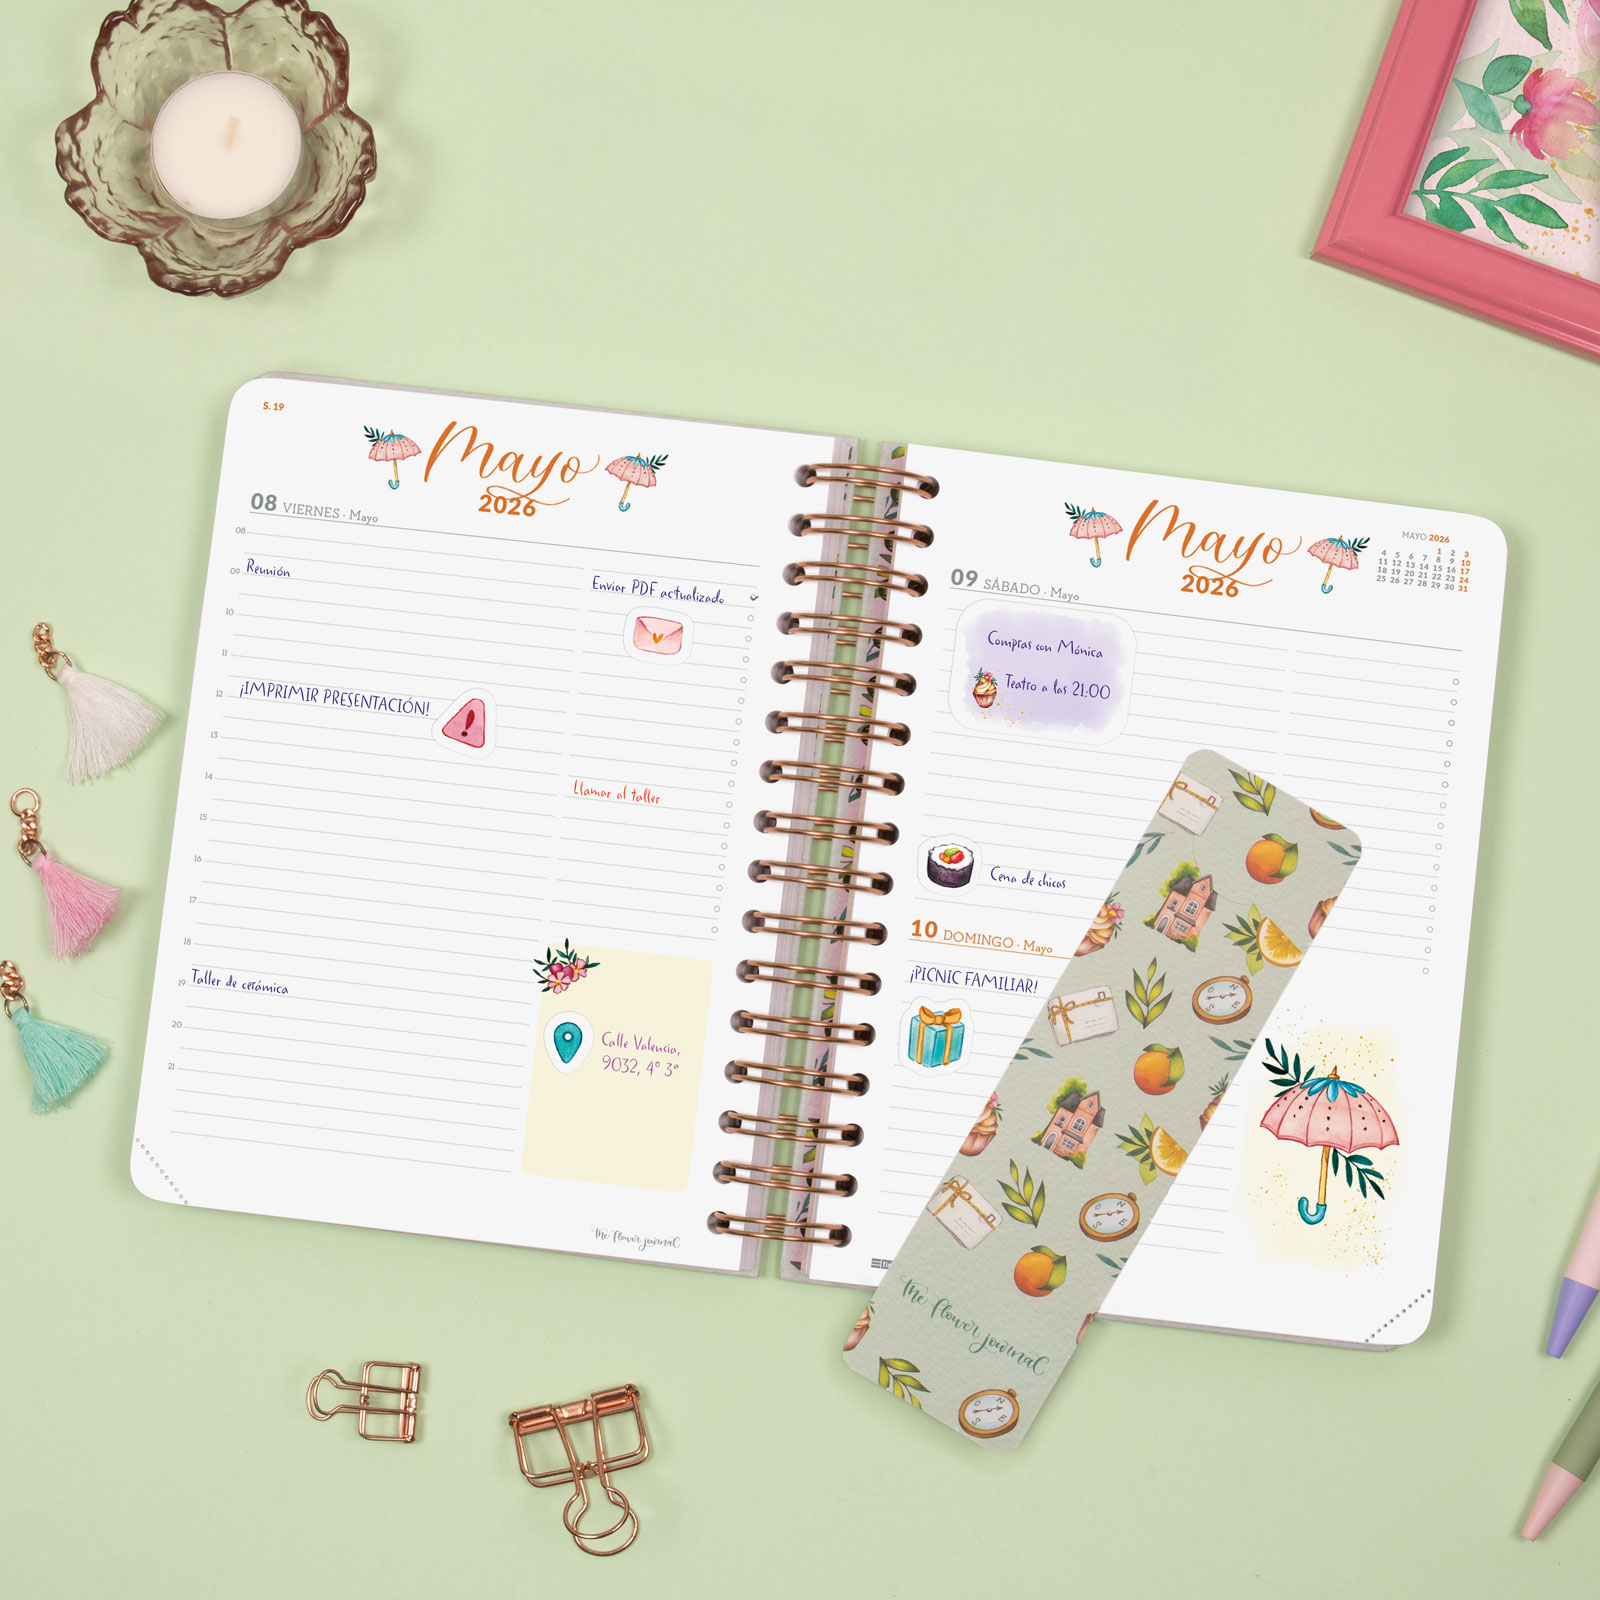 S. 19
Mayo
2026
08 VIERNES · Mayo
08
09
Reunión
10
11
12
¡IMPRIMIR PRESENTACIÓN!
13
14
15
16
17
18
19
Taller de cerámica
20
21
Enviar PDF actualizado
Llamar al taller
Calle Valencia,
9032, 4º 3ª
the flower journal
Mayo
2026
MAYO 2026
1 2 3
4 5 6 7 8 9 10
11 12 13 14 15 16 17
18 19 20 21 22 23 24
25 26 27 28 29 30 31
09 SÁBADO · Mayo
Compras con Mónica
Teatro a las 21:00
Cena de chicas
10 DOMINGO · Mayo
¡PICNIC FAMILIAR!
the flower journal
N
E
S